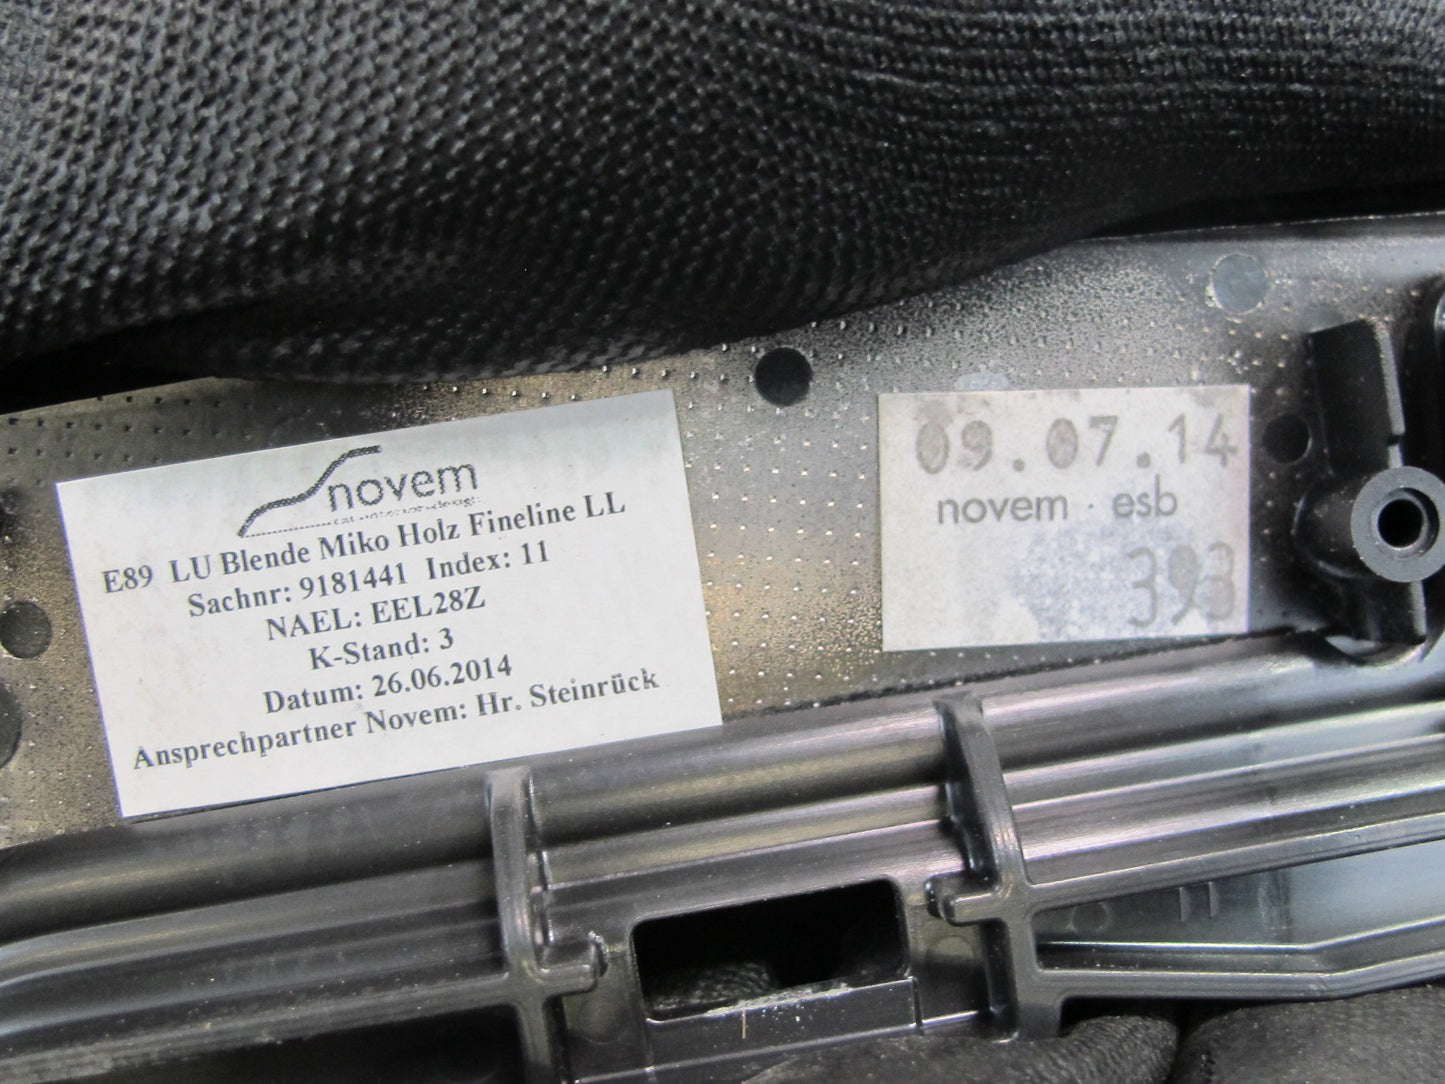 novem
E89 LU Blende Miko Holz Fineline LL
Sachnr: 9181441 Index: 11
NAEL: EEL28Z
K-Stand: 3
Datum: 26.06.2014
Ansprechpartner Novem: Hr. Steinrück
09.07.14
novem · esb
393